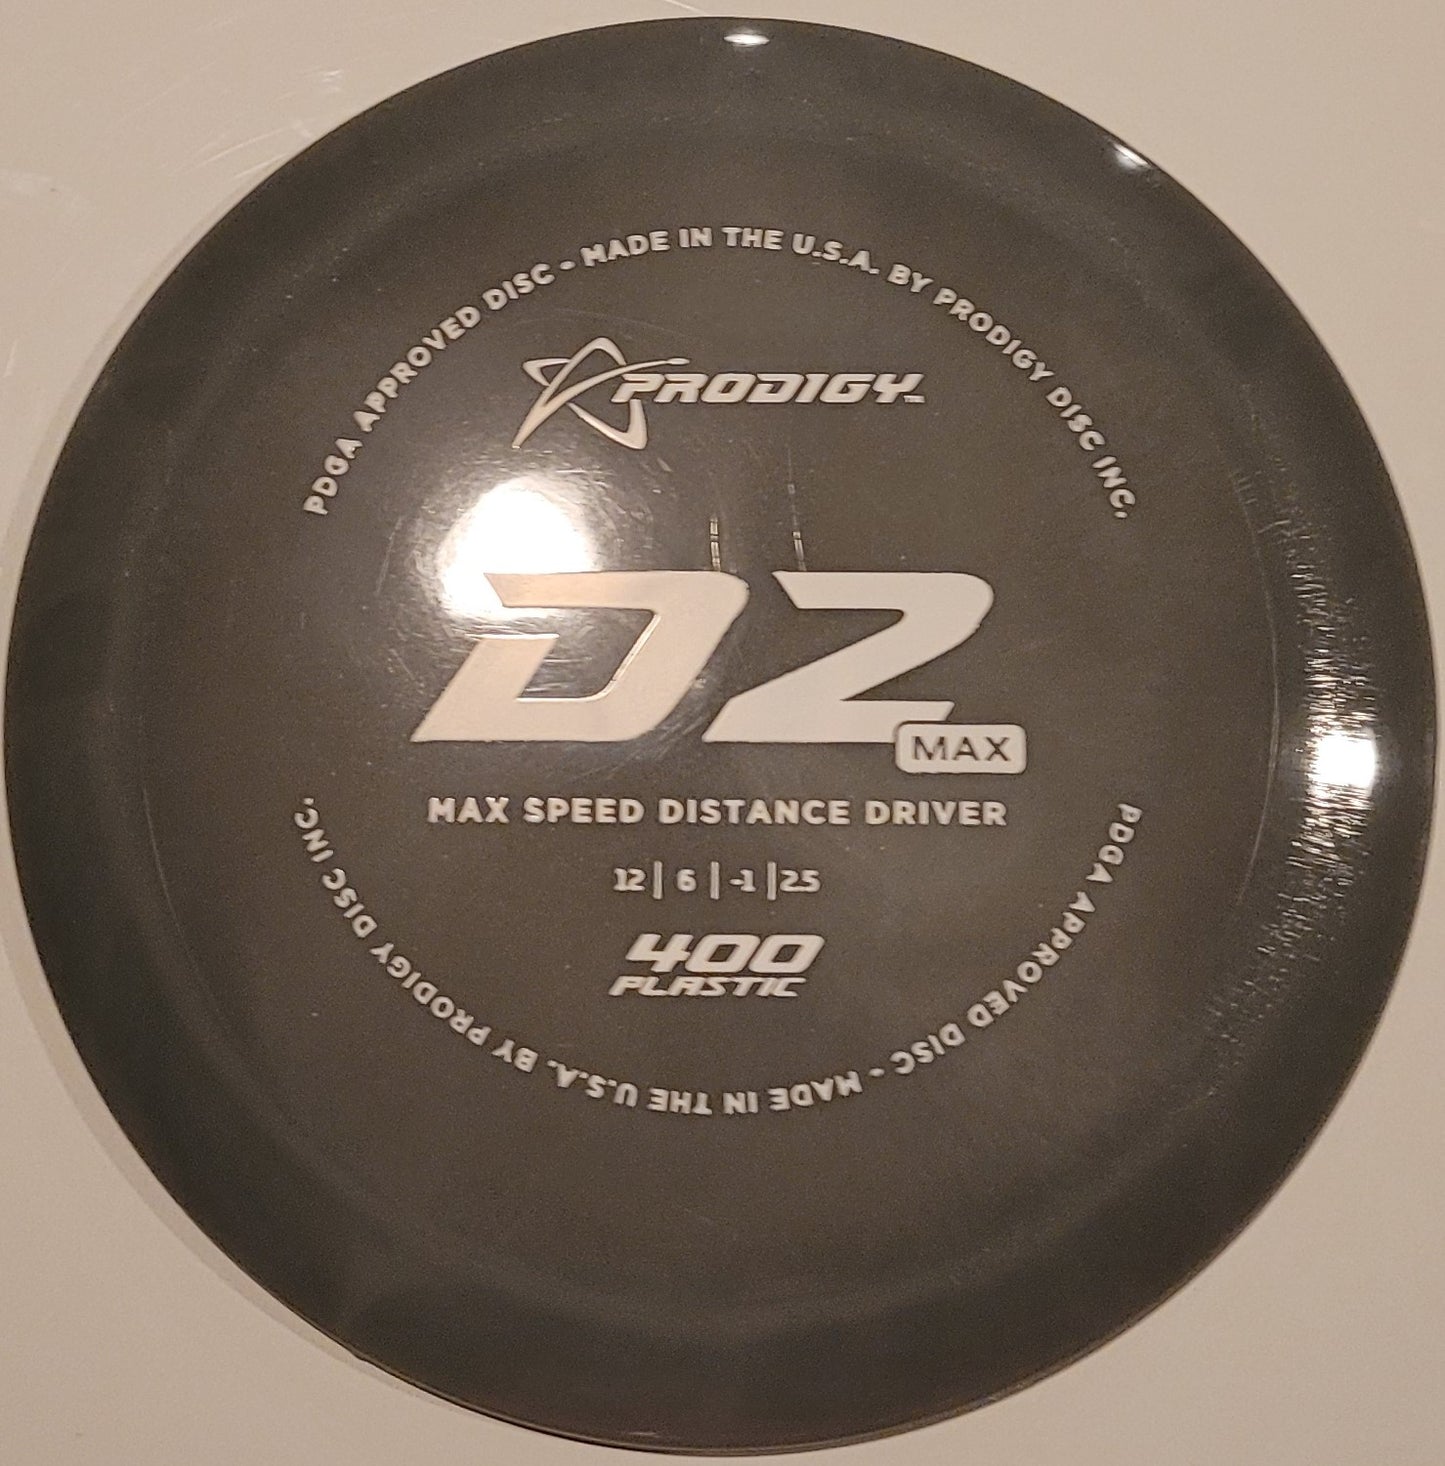 PDGA APPROVED DISC - MADE IN THE U.S.A. BY PRODIGY DISC INC.
PRODIGY™
D2
MAX
MAX SPEED DISTANCE DRIVER
12 | 6 | -1 | 2.5
400
PLASTIC
PDGA APPROVED DISC - MADE IN THE U.S.A. BY PRODIGY DISC INC.